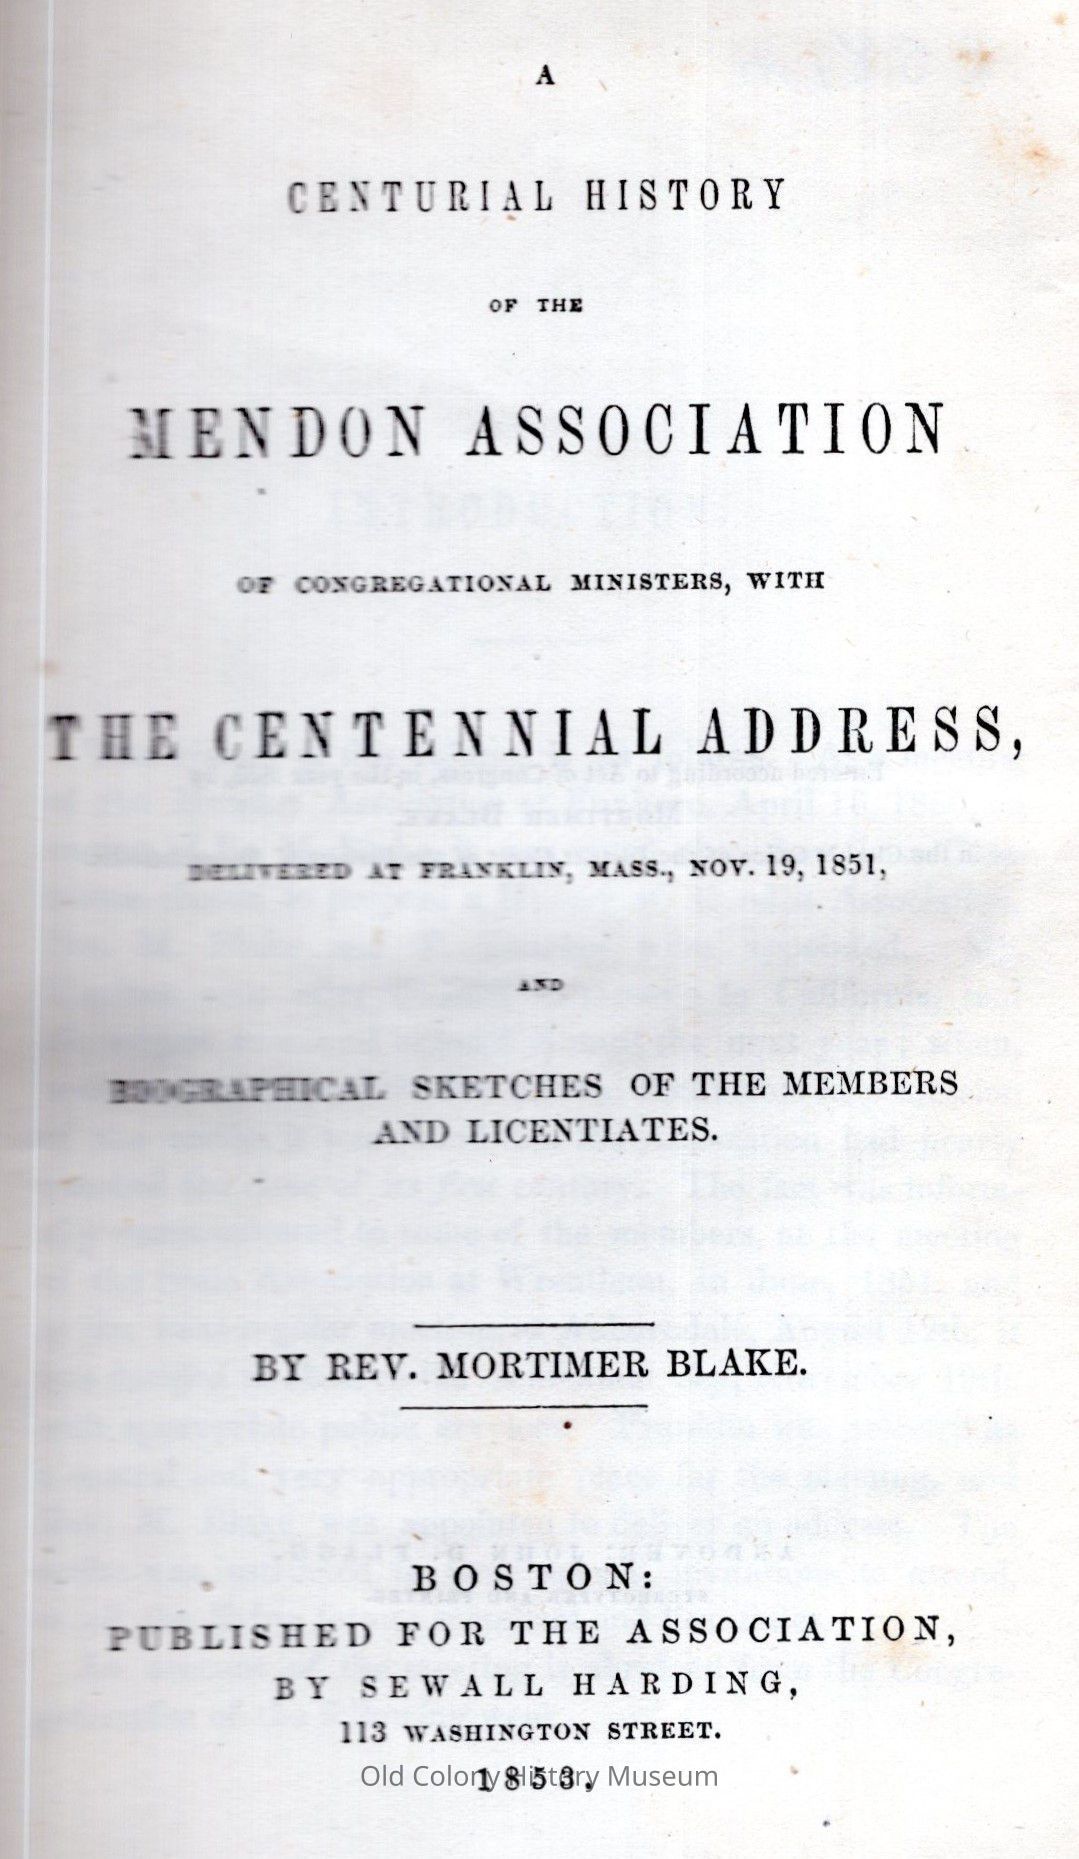 A
CENTURIAL HISTORY
OF THE
MENDON ASSOCIATION
OF CONGREGATIONAL MINISTERS, WITH
THE CENTENNIAL ADDRESS,
DELIVERED AT FRANKLIN, MASS., NOV. 19, 1851,
AND
BIOGRAPHICAL SKETCHES OF THE MEMBERS
AND LICENTIATES.
BY REV. MORTIMER BLAKE.
BOSTON:
PUBLISHED FOR THE ASSOCIATION,
BY SEWALL HARDING,
113 WASHINGTON STREET.
1853.
Old Colony History Museum